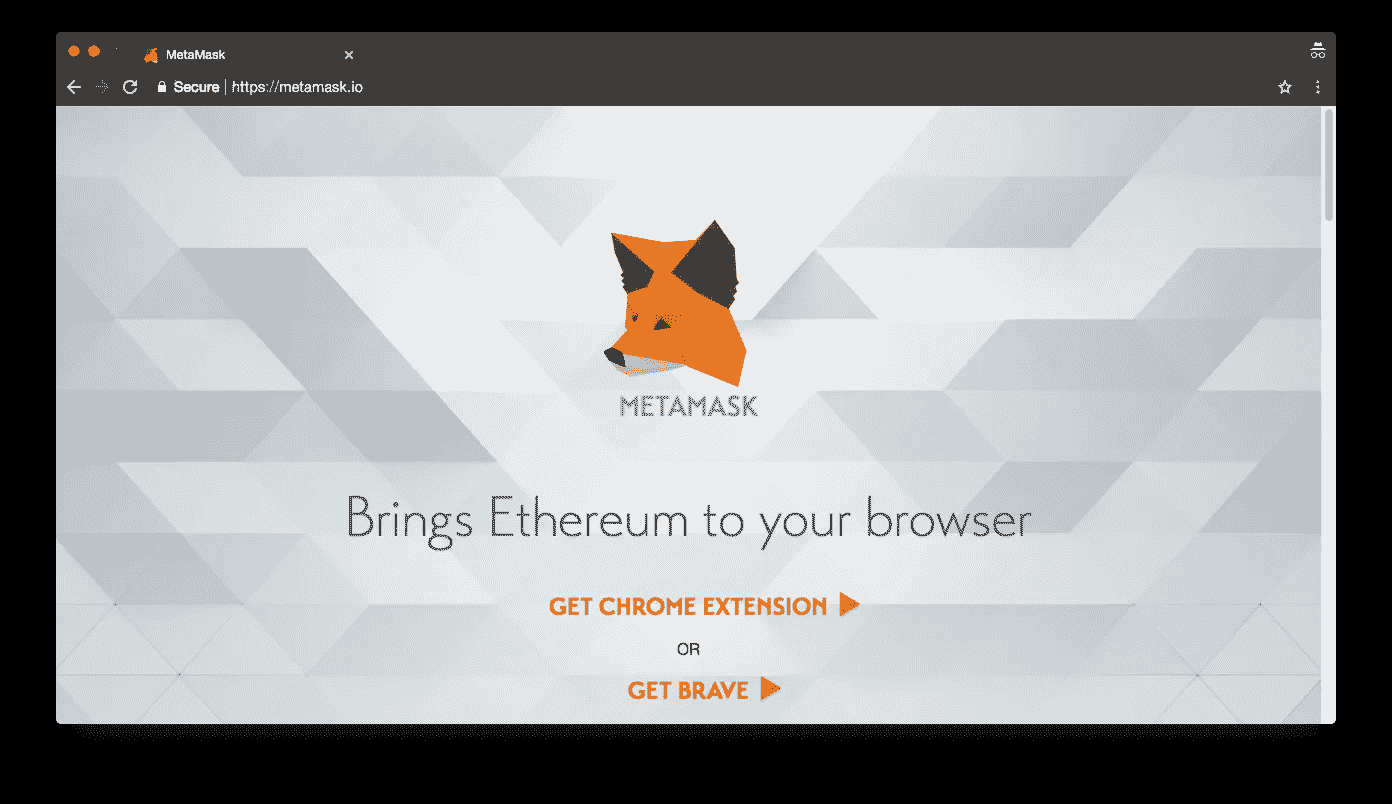 MetaMask
Secure | https://metamask.io
METAMASK
Brings Ethereum to your browser
GET CHROME EXTENSION
OR
GET BRAVE